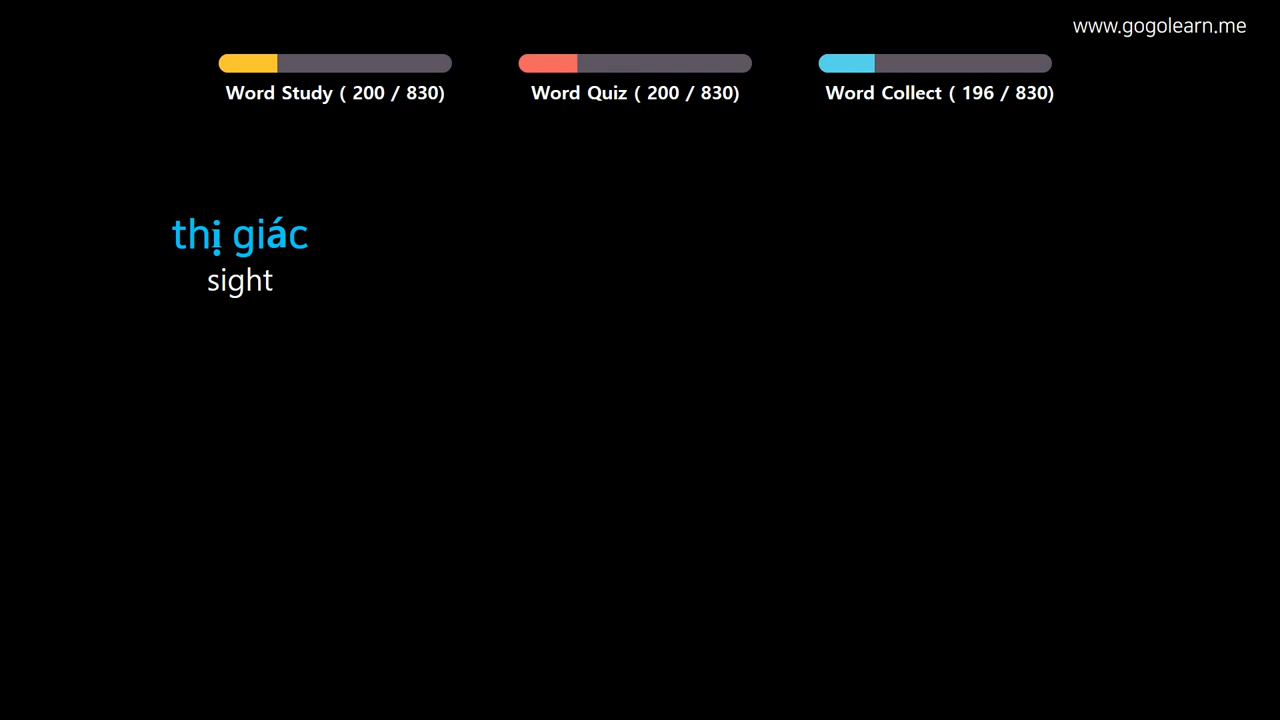 www.gogolearn.me
Word Study ( 200 / 830)
Word Quiz ( 200 / 830)
Word Collect ( 196 / 830)
thị giác
sight